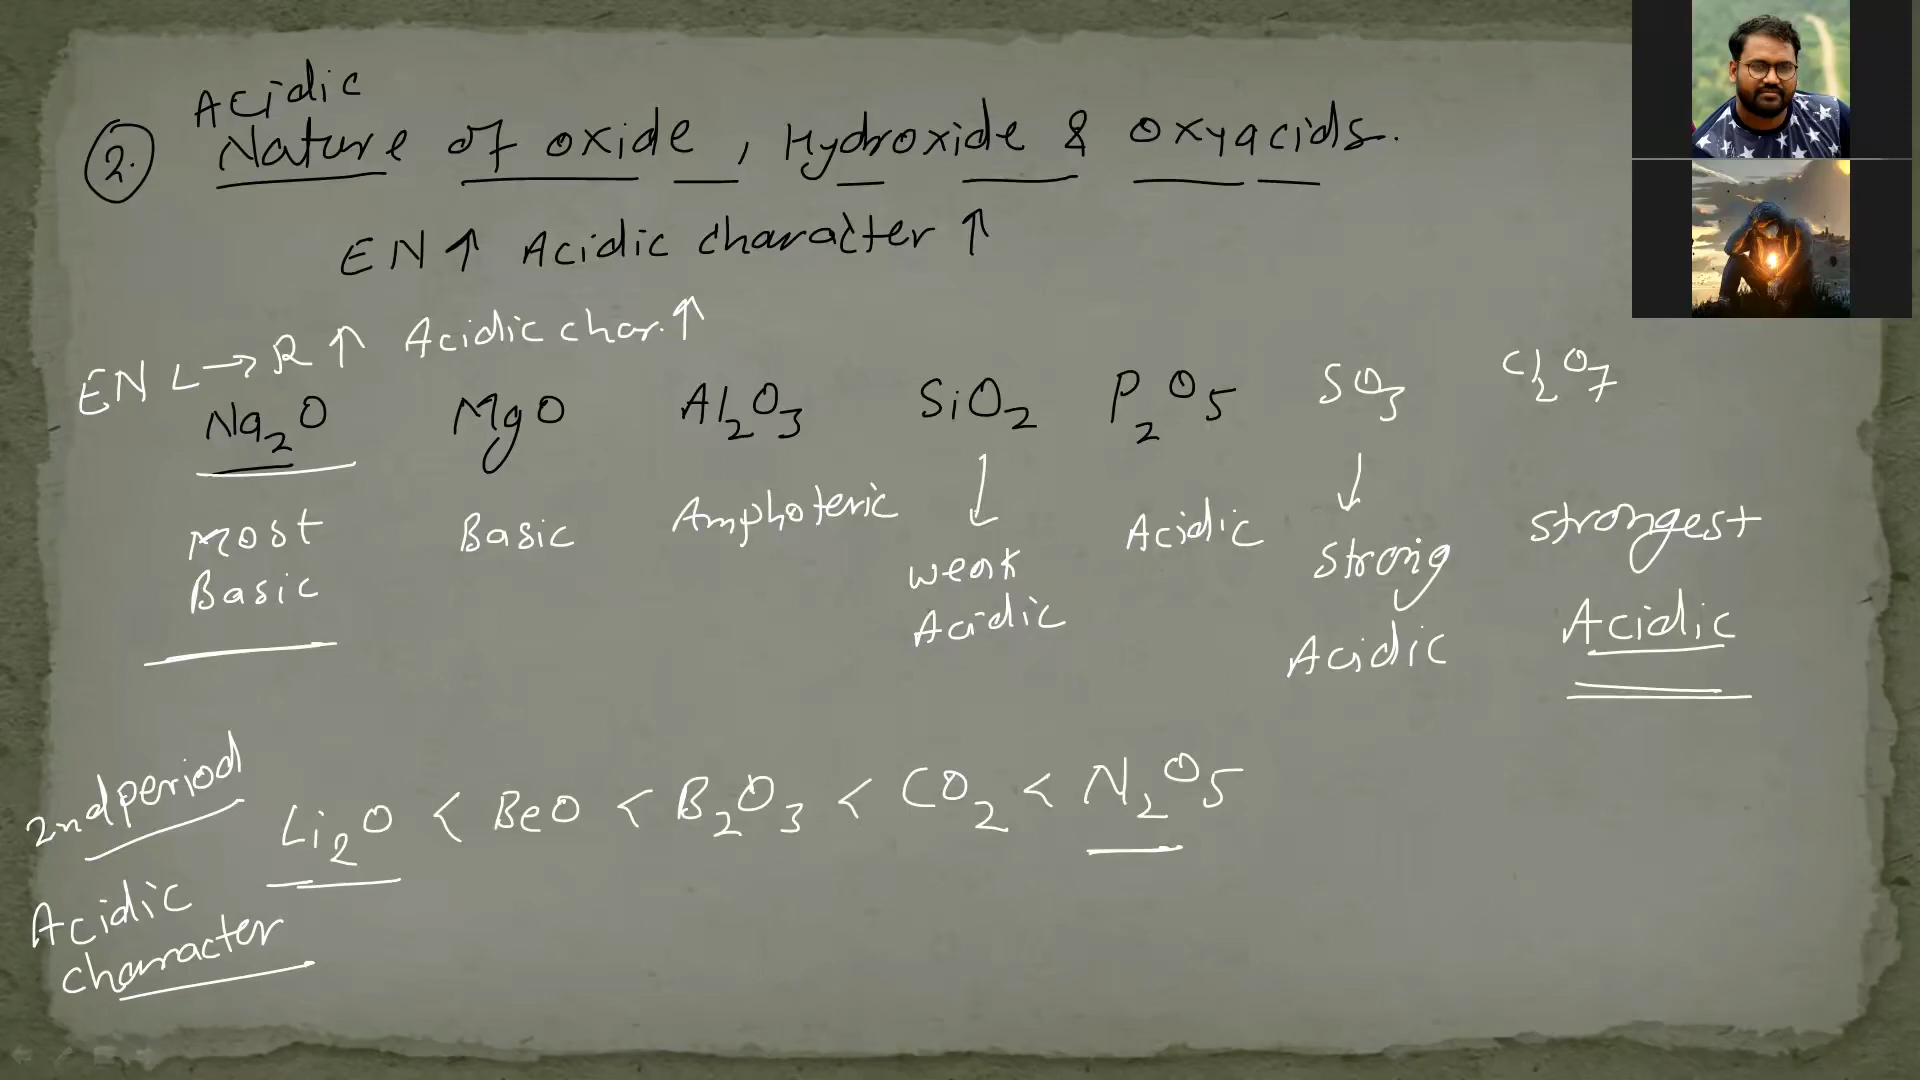 Acidic
2. Nature of oxide, Hydroxide & oxyacids.
EN ↑ Acidic character ↑
EN L → R ↑ Acidic char. ↑
Na2O MgO Al2O3 SiO2 P2O5 SO3 Cl2O7
Most Basic Basic Amphoteric ↓ weak Acidic Acidic ↓ Strong Acidic strongest Acidic
2nd period
Li2O < BeO < B2O3 < CO2 < N2O5
Acidic
character